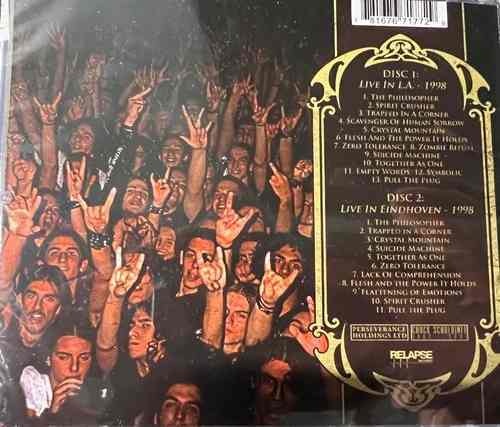 81676 71772 8
DISC 1:
LIVE IN L.A. - 1998
1. THE PHILOSOPHER
2. SPIRIT CRUSHER
3. TRAPPED IN A CORNER
4. SCAVENGER OF HUMAN SORROW
5. CRYSTAL MOUNTAIN
6. FLESH AND THE POWER IT HOLDS
7. ZERO TOLERANCE 8. ZOMBIE RITUAL
9. SUICIDE MACHINE
10. TOGETHER AS ONE
11. EMPTY WORDS 12. SYMBOLIC
13. PULL THE PLUG
DISC 2:
LIVE IN EINDHOVEN - 1998
1. THE PHILOSOPHER
2. TRAPPED IN A CORNER
3. CRYSTAL MOUNTAIN
4. SUICIDE MACHINE
5. TOGETHER AS ONE
6. ZERO TOLERANCE
7. LACK OF COMPREHENSION
8. FLESH AND THE POWER IT HOLDS
9. FLATTENING OF EMOTIONS
10. SPIRIT CRUSHER
11. PULL THE PLUG
PERSEVERANCE HOLDINGS LTD
CHUCK SCHULDINER
RELAPSE